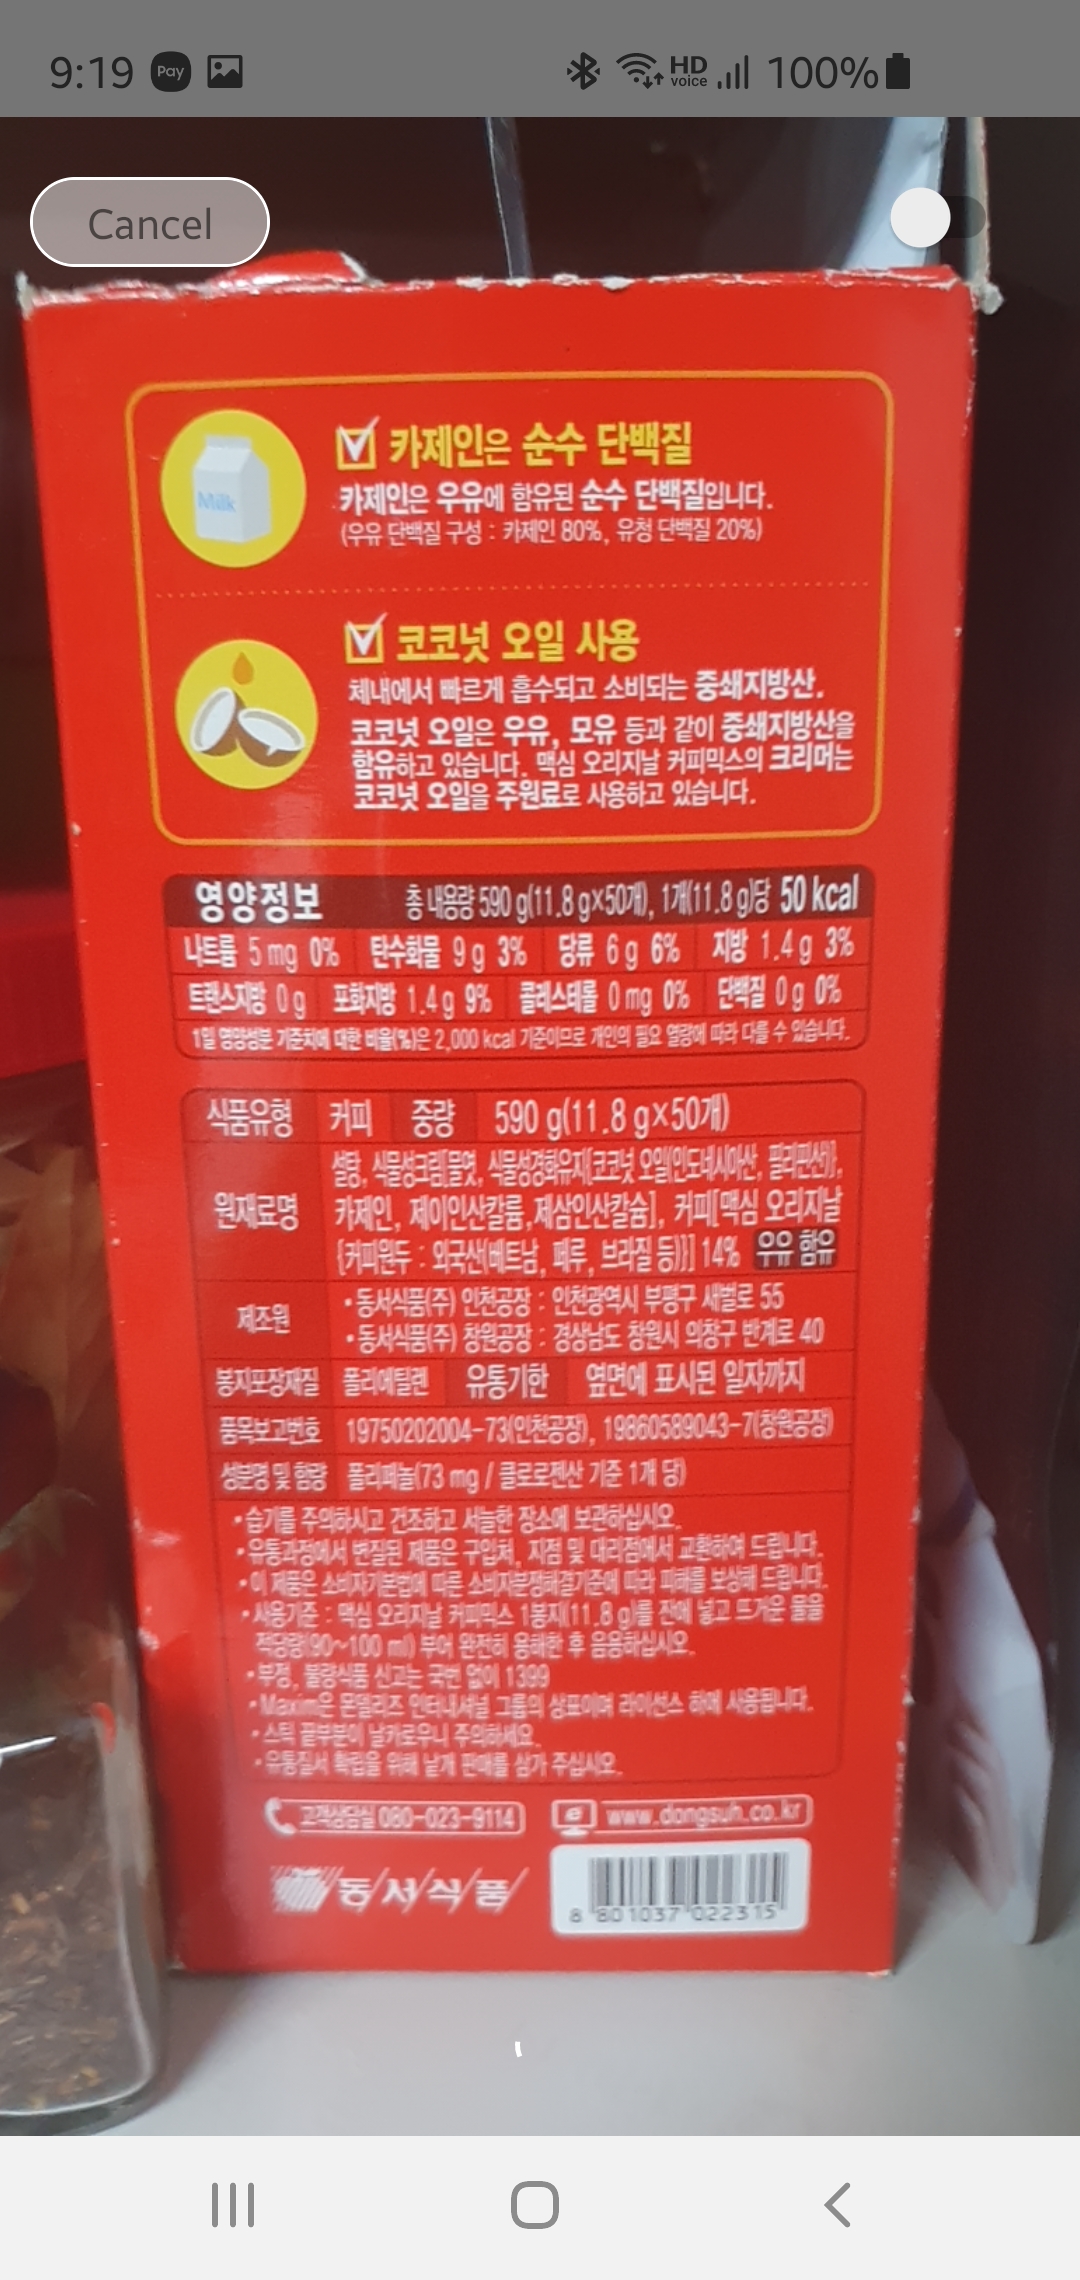 9:19 Pay HD voice 100%
Cancel
Milk
카제인은 순수 단백질
카제인은 우유에 함유된 순수 단백질입니다.
(우유 단백질 구성 : 카제인 80%, 유청 단백질 20%)
코코넛 오일 사용
체내에서 빠르게 흡수되고 소비되는 중쇄지방산.
코코넛 오일은 우유, 모유 등과 같이 중쇄지방산을
함유하고 있습니다. 맥심 오리지날 커피믹스의 크리머는
코코넛 오일을 주원료로 사용하고 있습니다.
영양정보 총 내용량 590 g(11.8 g×50개), 1개(11.8 g)당 50 kcal
나트륨 5 mg 0% 탄수화물 9 g 3% 당류 6 g 6% 지방 1.4 g 3%
트랜스지방 0 g 포화지방 1.4 g 9% 콜레스테롤 0 mg 0% 단백질 0 g 0%
1일 영양성분 기준치에 대한 비율(%)은 2,000 kcal 기준이므로 개인의 필요 열량에 따라 다를 수 있습니다.
식품유형 커피 중량 590 g(11.8 g×50개)
원재료명 설탕, 식물성크림[물엿, 식물성경화유지{코코넛 오일(인도네시아산, 필리핀산)},
카제인, 제이인산칼륨, 제삼인산칼슘], 커피[맥심 오리지날
{커피원두 : 외국산(베트남, 페루, 브라질 등)}] 14% 우유 함유
제조원 •동서식품(주) 인천공장 : 인천광역시 부평구 새벌로 55
•동서식품(주) 창원공장 : 경상남도 창원시 의창구 반계로 40
봉지포장재질 폴리에틸렌 유통기한 옆면에 표시된 일자까지
품목보고번호 19750202004-73(인천공장), 19860589043-7(창원공장)
성분명 및 함량 폴리페놀(73 mg / 클로로젠산 기준 1개 당)
•습기를 주의하시고 건조하고 서늘한 장소에 보관하십시오.
•유통과정에서 변질된 제품은 구입처, 지점 및 대리점에서 교환하여 드립니다.
•이 제품은 소비자기본법에 따른 소비자분쟁해결기준에 따라 피해를 보상해 드립니다.
•사용기준 : 맥심 오리지날 커피믹스 1봉지(11.8 g)를 잔에 넣고 뜨거운 물을
적당량(90~100 ml) 부어 완전히 용해한 후 음용하십시오.
•부정, 불량식품 신고는 국번 없이 1399
•Maxim은 몬델리즈 인터내셔널 그룹의 상표이며 라이선스 하에 사용됩니다.
•스틱 끝부분이 날카로우니 주의하세요.
•유통질서 확립을 위해 낱개 판매를 삼가 주십시오.
고객상담실 080-023-9114 www.dongsuh.co.kr
동서식품
8 801037 022315